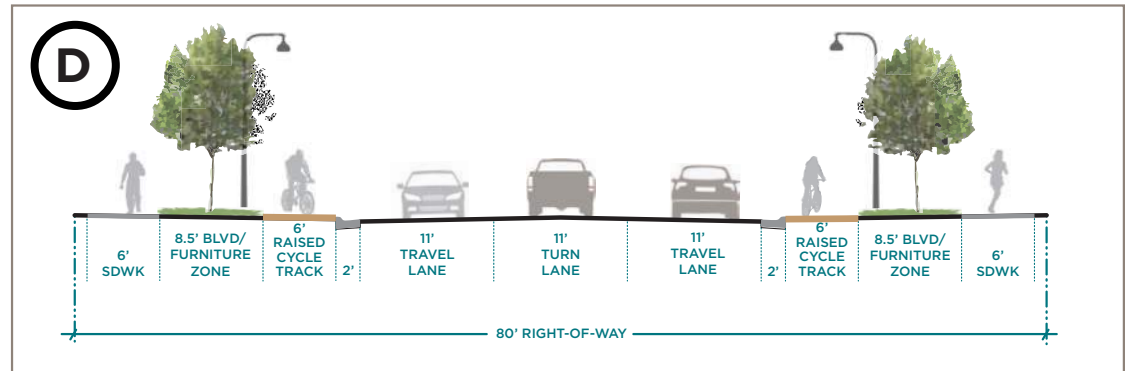 D
6'
SDWK
8.5' BLVD/
FURNITURE
ZONE
6'
RAISED
CYCLE
TRACK
2'
11'
TRAVEL
LANE
11'
TURN
LANE
11'
TRAVEL
LANE
2'
6'
RAISED
CYCLE
TRACK
8.5' BLVD/
FURNITURE
ZONE
6'
SDWK
80' RIGHT-OF-WAY